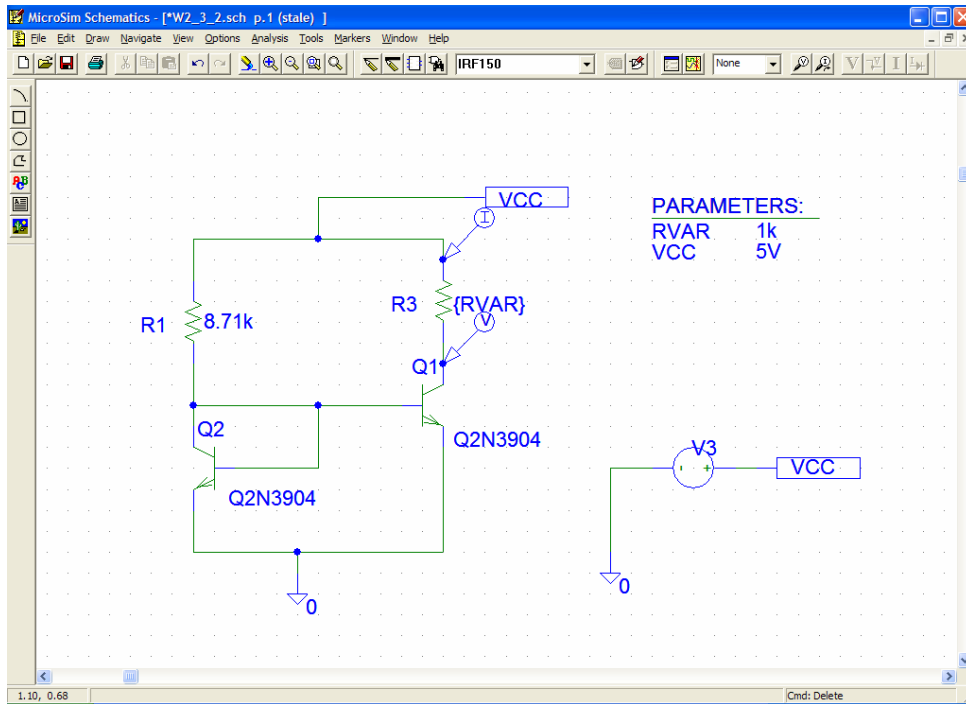 MicroSim Schematics - [*W2_3_2.sch p.1 (stale) ]
File Edit Draw Navigate View Options Analysis Tools Markers Window Help
IRF150 None
VCC
I
PARAMETERS:
RVAR 1k
VCC 5V
R3 {RVAR}
R1 8.71k
V
Q1
Q2
Q2N3904
V3
- +
VCC
Q2N3904
0
0
1.10, 0.68 Cmd: Delete